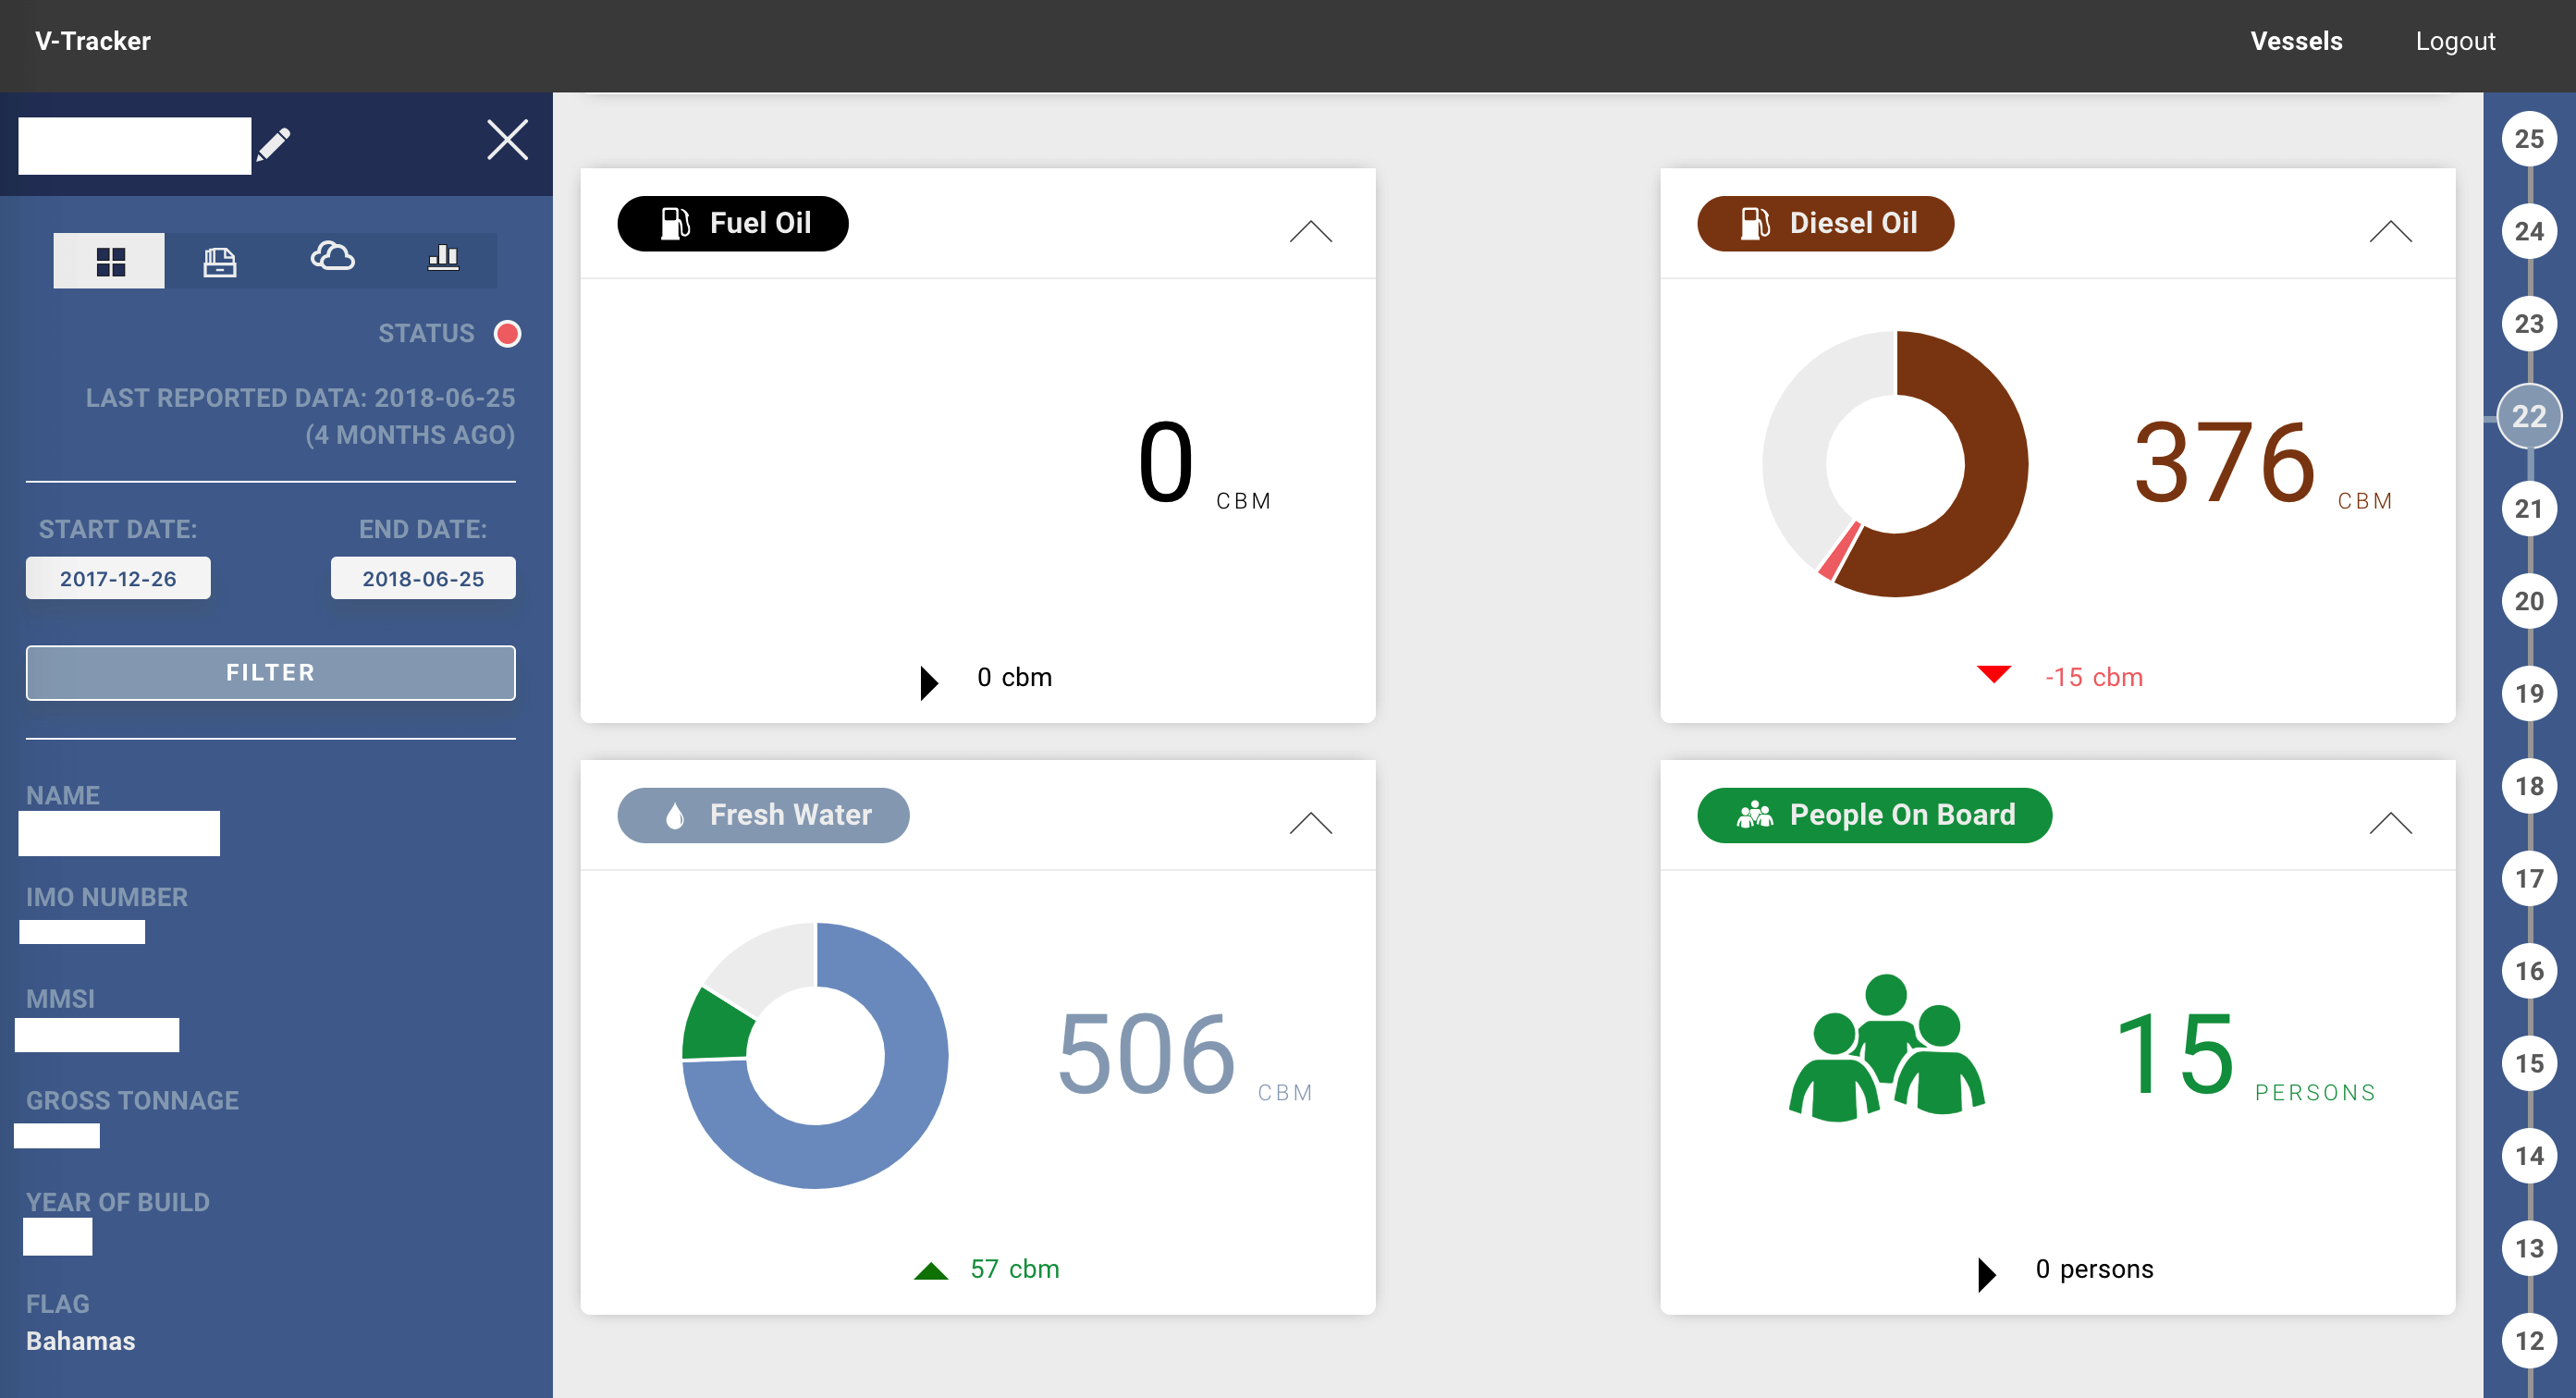 V-Tracker
Vessels
Logout
STATUS
LAST REPORTED DATA: 2018-06-25
(4 MONTHS AGO)
START DATE:
END DATE:
2017-12-26
2018-06-25
FILTER
NAME
IMO NUMBER
MMSI
GROSS TONNAGE
YEAR OF BUILD
FLAG
Bahamas
Fuel Oil
0 CBM
0 cbm
Diesel Oil
376 CBM
-15 cbm
Fresh Water
506 CBM
57 cbm
People On Board
15 PERSONS
0 persons
25
24
23
22
21
20
19
18
17
16
15
14
13
12